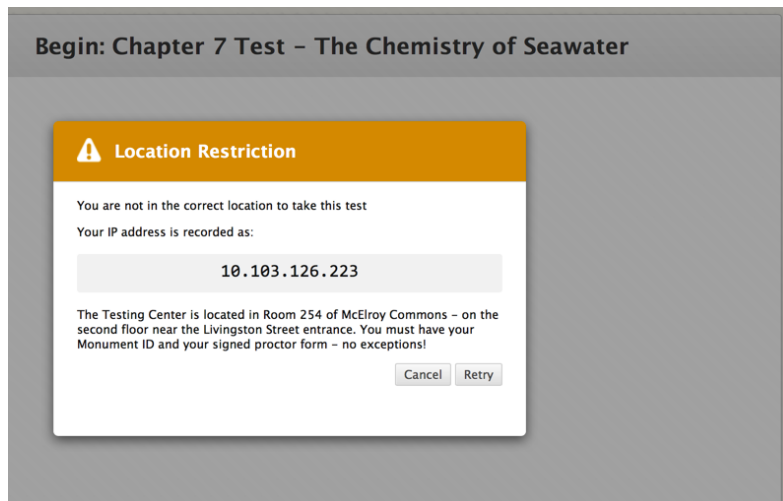 Begin: Chapter 7 Test – The Chemistry of Seawater
Location Restriction
You are not in the correct location to take this test
Your IP address is recorded as:
10.103.126.223
The Testing Center is located in Room 254 of McElroy Commons – on the
second floor near the Livingston Street entrance. You must have your
Monument ID and your signed proctor form – no exceptions!
Cancel Retry